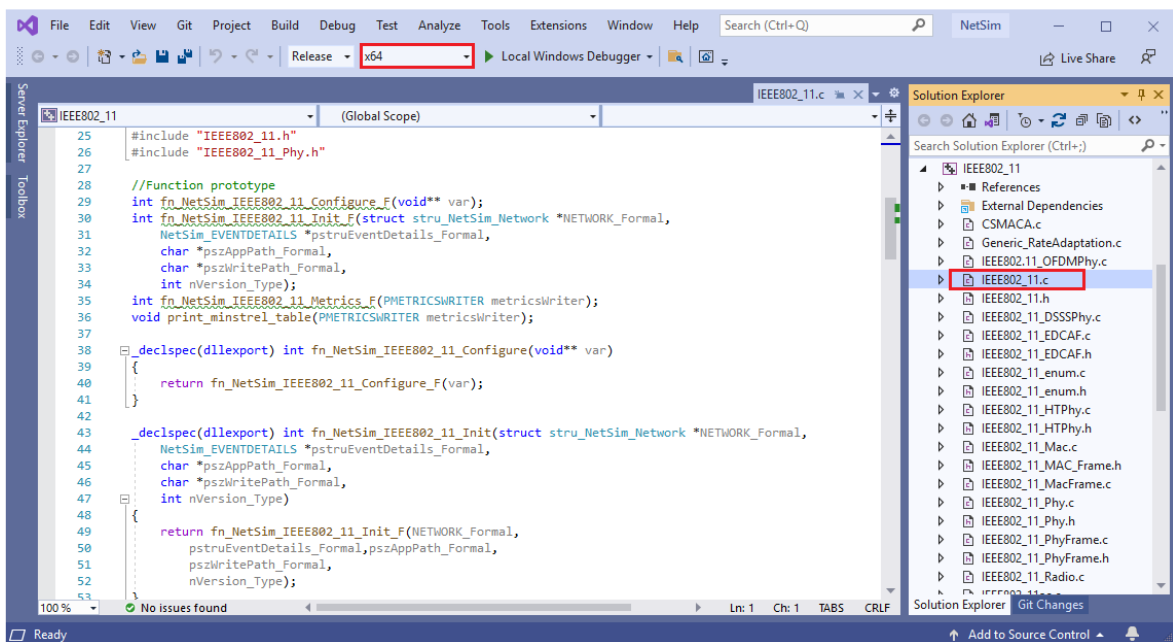 File Edit View Git Project Build Debug Test Analyze Tools Extensions Window Help Search (Ctrl+Q) NetSim
Release x64 Local Windows Debugger Live Share
Server Explorer
Toolbox
IEEE802_11.c
IEEE802_11 (Global Scope)
25 #include "IEEE802_11.h"
26 #include "IEEE802_11_Phy.h"
27
28 //Function prototype
29 int fn_NetSim_IEEE802_11_Configure_F(void** var);
30 int fn_NetSim_IEEE802_11_Init_F(struct stru_NetSim_Network *NETWORK_Formal,
31 NetSim_EVENTDETAILS *pstruEventDetails_Formal,
32 char *pszAppPath_Formal,
33 char *pszWritePath_Formal,
34 int nVersion_Type);
35 int fn_NetSim_IEEE802_11_Metrics_F(PMETRICSWRITER metricsWriter);
36 void print_minstrel_table(PMETRICSWRITER metricsWriter);
37
38 _declspec(dllexport) int fn_NetSim_IEEE802_11_Configure(void** var)
39 {
40 return fn_NetSim_IEEE802_11_Configure_F(var);
41 }
42
43 _declspec(dllexport) int fn_NetSim_IEEE802_11_Init(struct stru_NetSim_Network *NETWORK_Formal,
44 NetSim_EVENTDETAILS *pstruEventDetails_Formal,
45 char *pszAppPath_Formal,
46 char *pszWritePath_Formal,
47 int nVersion_Type)
48 {
49 return fn_NetSim_IEEE802_11_Init_F(NETWORK_Formal,
50 pstruEventDetails_Formal,pszAppPath_Formal,
51 pszWritePath_Formal,
52 nVersion_Type);
53 }
100 % No issues found Ln: 1 Ch: 1 TABS CRLF
Solution Explorer
Search Solution Explorer (Ctrl+;)
IEEE802_11
References
External Dependencies
CSMACA.c
Generic_RateAdaptation.c
IEEE802.11_OFDMPhy.c
IEEE802_11.c
IEEE802_11.h
IEEE802_11_DSSSPhy.c
IEEE802_11_EDCAF.c
IEEE802_11_EDCAF.h
IEEE802_11_enum.c
IEEE802_11_enum.h
IEEE802_11_HTPhy.c
IEEE802_11_HTPhy.h
IEEE802_11_Mac.c
IEEE802_11_MAC_Frame.h
IEEE802_11_MacFrame.c
IEEE802_11_Phy.c
IEEE802_11_Phy.h
IEEE802_11_PhyFrame.c
IEEE802_11_PhyFrame.h
IEEE802_11_Radio.c
Solution Explorer Git Changes
Ready Add to Source Control